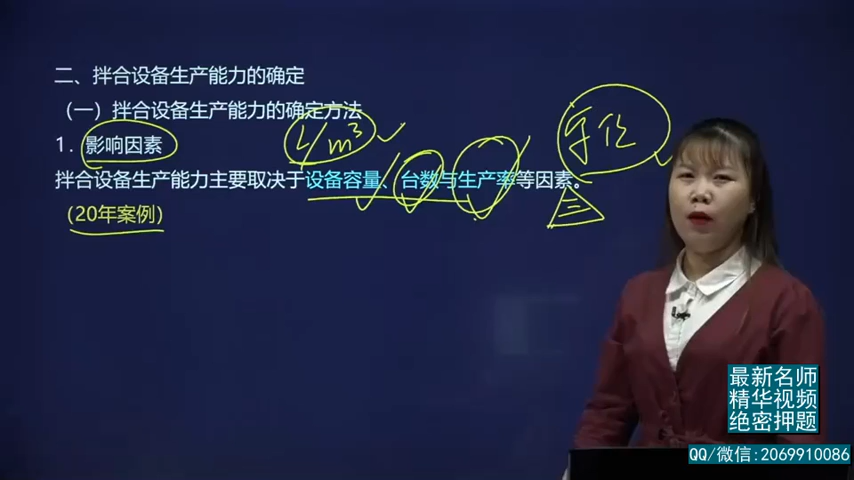 二、拌合设备生产能力的确定
（一）拌合设备生产能力的确定方法
1. 影响因素
L/m³
单位
拌合设备生产能力主要取决于设备容量、台数与生产率等因素。
（20年案例）
三
最新名师
精华视频
绝密押题
QQ/微信:2069910086